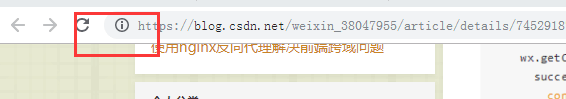 https://blog.csdn.net/weixin_38047955/article/details/7452918
使用nginx反向代理解决前端跨域问题
wx.getC
succe
con